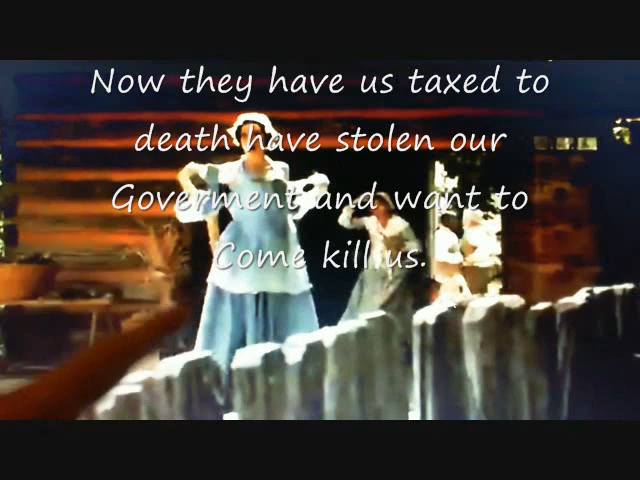 Now they have us taxed to
death have stolen our
Goverment and want to
Come kill us.